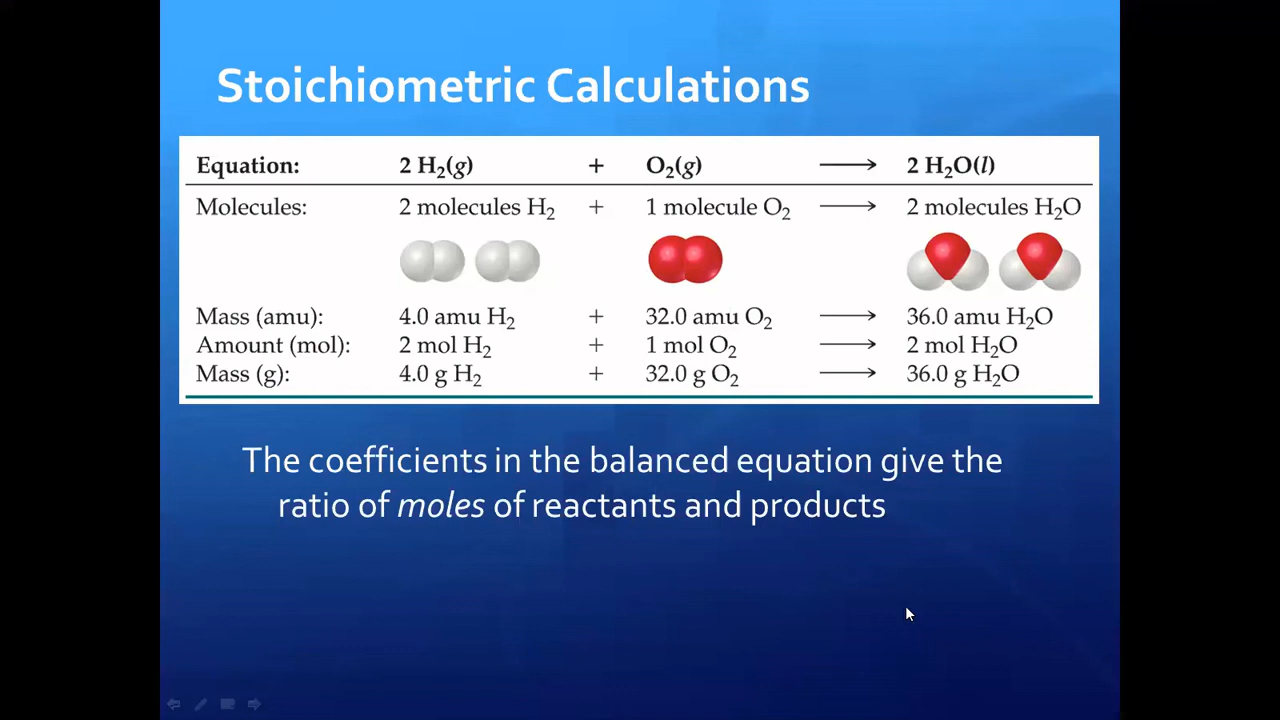 Stoichiometric Calculations
Equation: 2 H₂(g) + O₂(g) ⟶ 2 H₂O(l)
Molecules: 2 molecules H₂ + 1 molecule O₂ ⟶ 2 molecules H₂O
Mass (amu): 4.0 amu H₂ + 32.0 amu O₂ ⟶ 36.0 amu H₂O
Amount (mol): 2 mol H₂ + 1 mol O₂ ⟶ 2 mol H₂O
Mass (g): 4.0 g H₂ + 32.0 g O₂ ⟶ 36.0 g H₂O
The coefficients in the balanced equation give the
ratio of moles of reactants and products